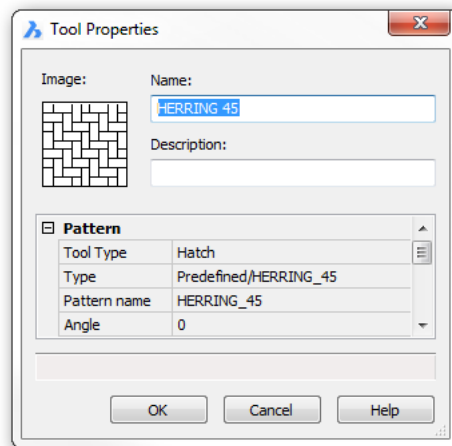 Tool Properties
Image:
Name:
HERRING 45
Description:
Pattern
Tool Type Hatch
Type Predefined/HERRING_45
Pattern name HERRING_45
Angle 0
OK Cancel Help